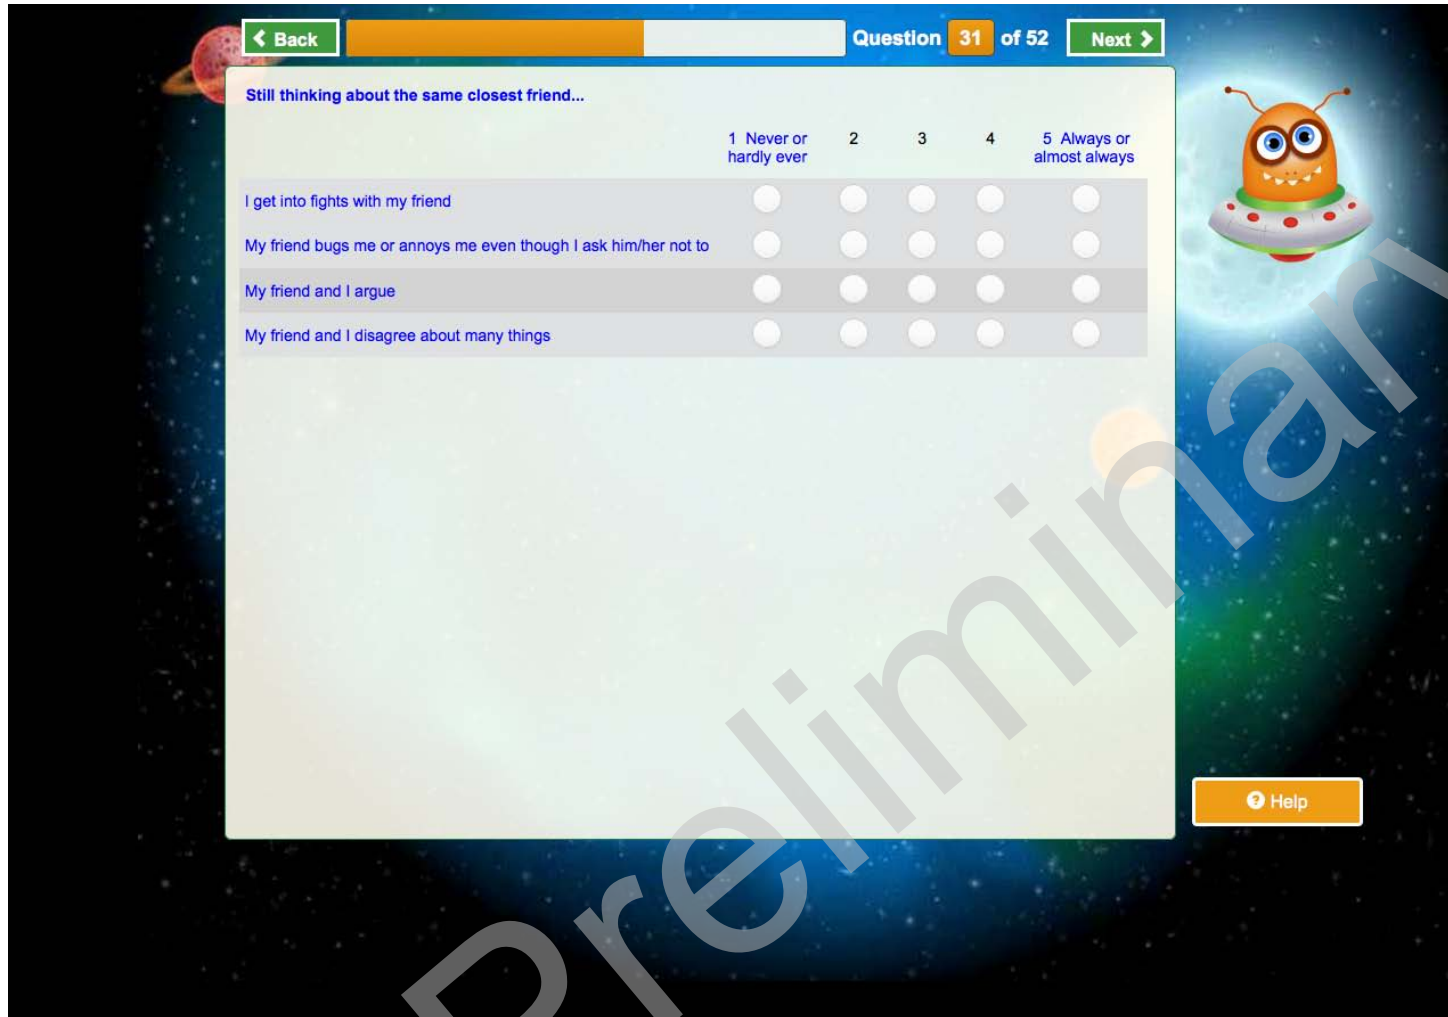 Back
Question 31 of 52
Next
Still thinking about the same closest friend...
1 Never or hardly ever
2
3
4
5 Always or almost always
I get into fights with my friend
My friend bugs me or annoys me even though I ask him/her not to
My friend and I argue
My friend and I disagree about many things
Help
Preliminary